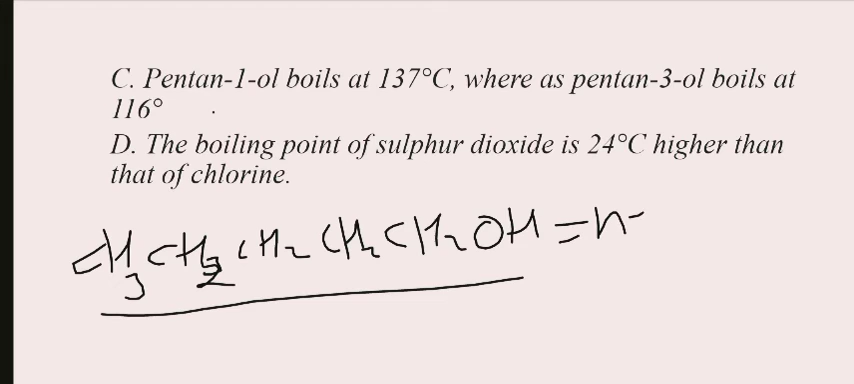 C. Pentan-1-ol boils at 137°C, where as pentan-3-ol boils at
116°
D. The boiling point of sulphur dioxide is 24°C higher than
that of chlorine.
CH3CH2CH2CH2CH2OH = n-